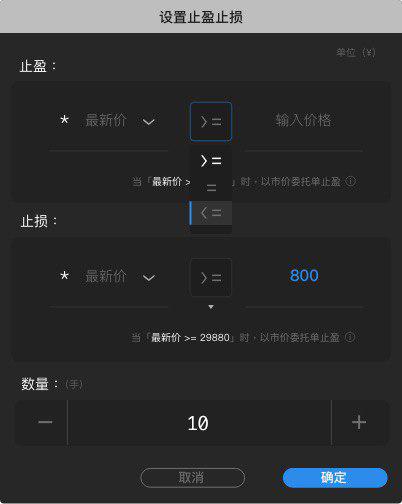 设置止盈止损
单位（¥）
止盈：
* 最新价 >= 输入价格
>=
=
<=
当「最新价 > 」时，以市价委托单止盈 ⓘ
止损：
* 最新价 >= 800
当「最新价 >= 29880」时，以市价委托单止盈 ⓘ
数量：（手）
— 10 +
取消 确定